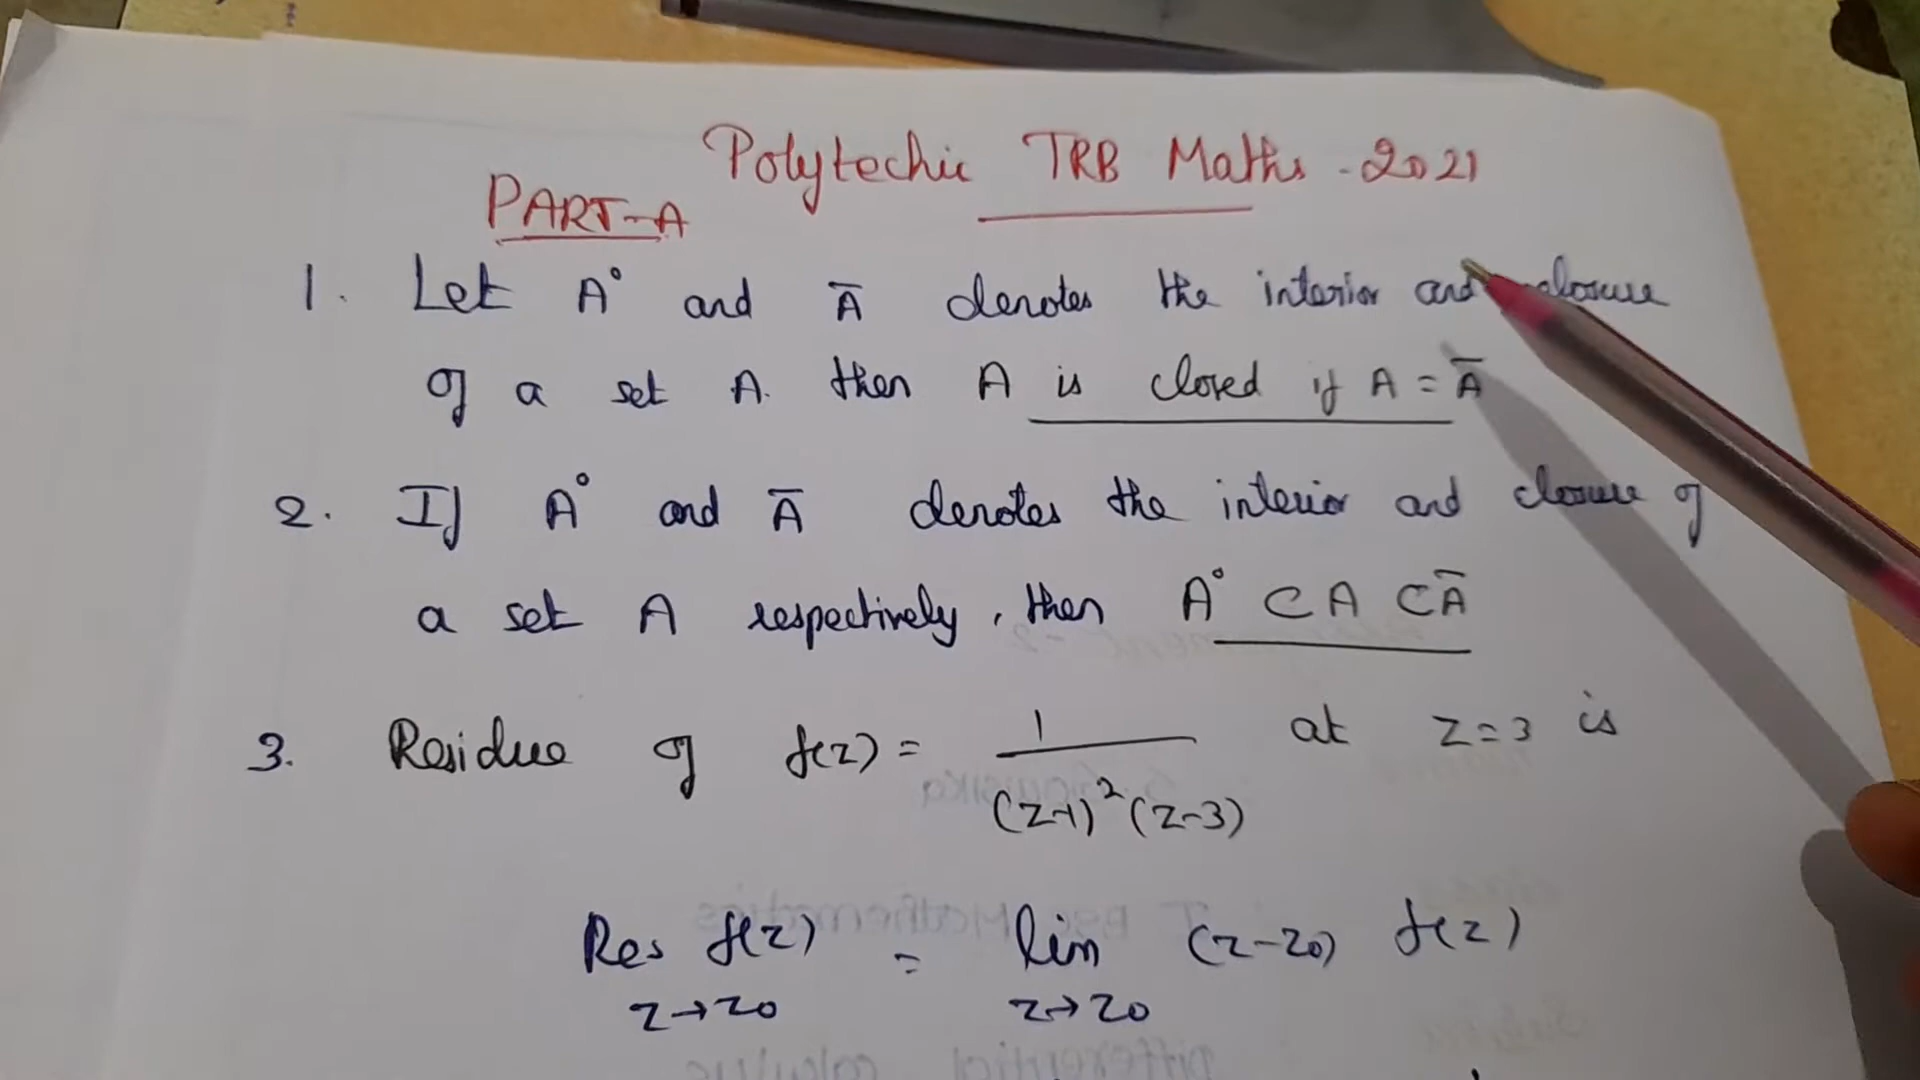 Polytechic TRB Maths - 2021
PART-A
1. Let A° and Ā denotes the interior and closure
of a set A. then A is closed if A = Ā
2. If A° and Ā denotes the interior and closure of
a set A respectively, then A° ⊂ A ⊂ Ā
3. Residue of f(z) = 1 / (z-1)² (z-3) at z=3 is
Res f(z) = lim (z-z0) f(z)
z→z0 z→z0